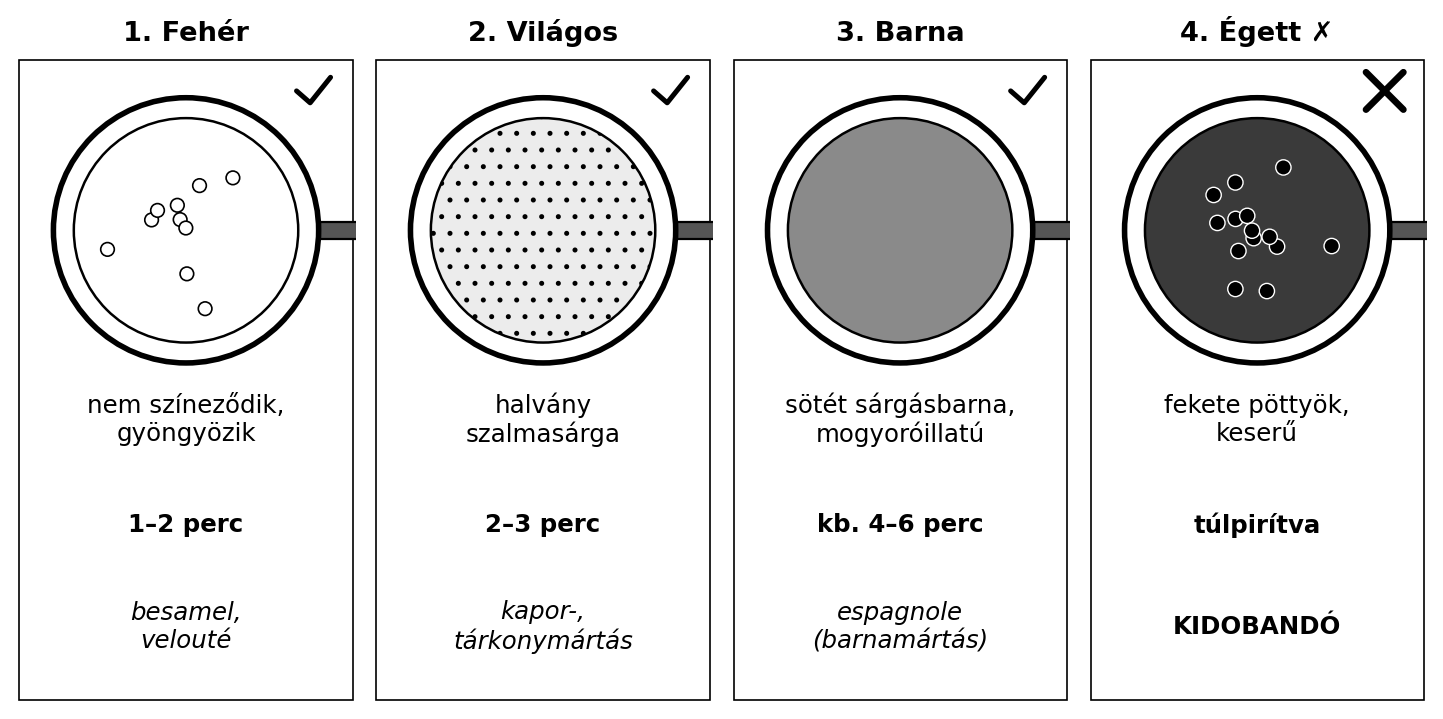 1. Fehér
nem színeződik,
gyöngyözik
1–2 perc
besamel,
velouté
2. Világos
halvány
szalmasárga
2–3 perc
kapor-,
tárkonymártás
3. Barna
sötét sárgásbarna,
mogyoróillatú
kb. 4–6 perc
espagnole
(barnamártás)
4. Égett ✗
fekete pöttyök,
keserű
túlpirítva
KIDOBANDÓ